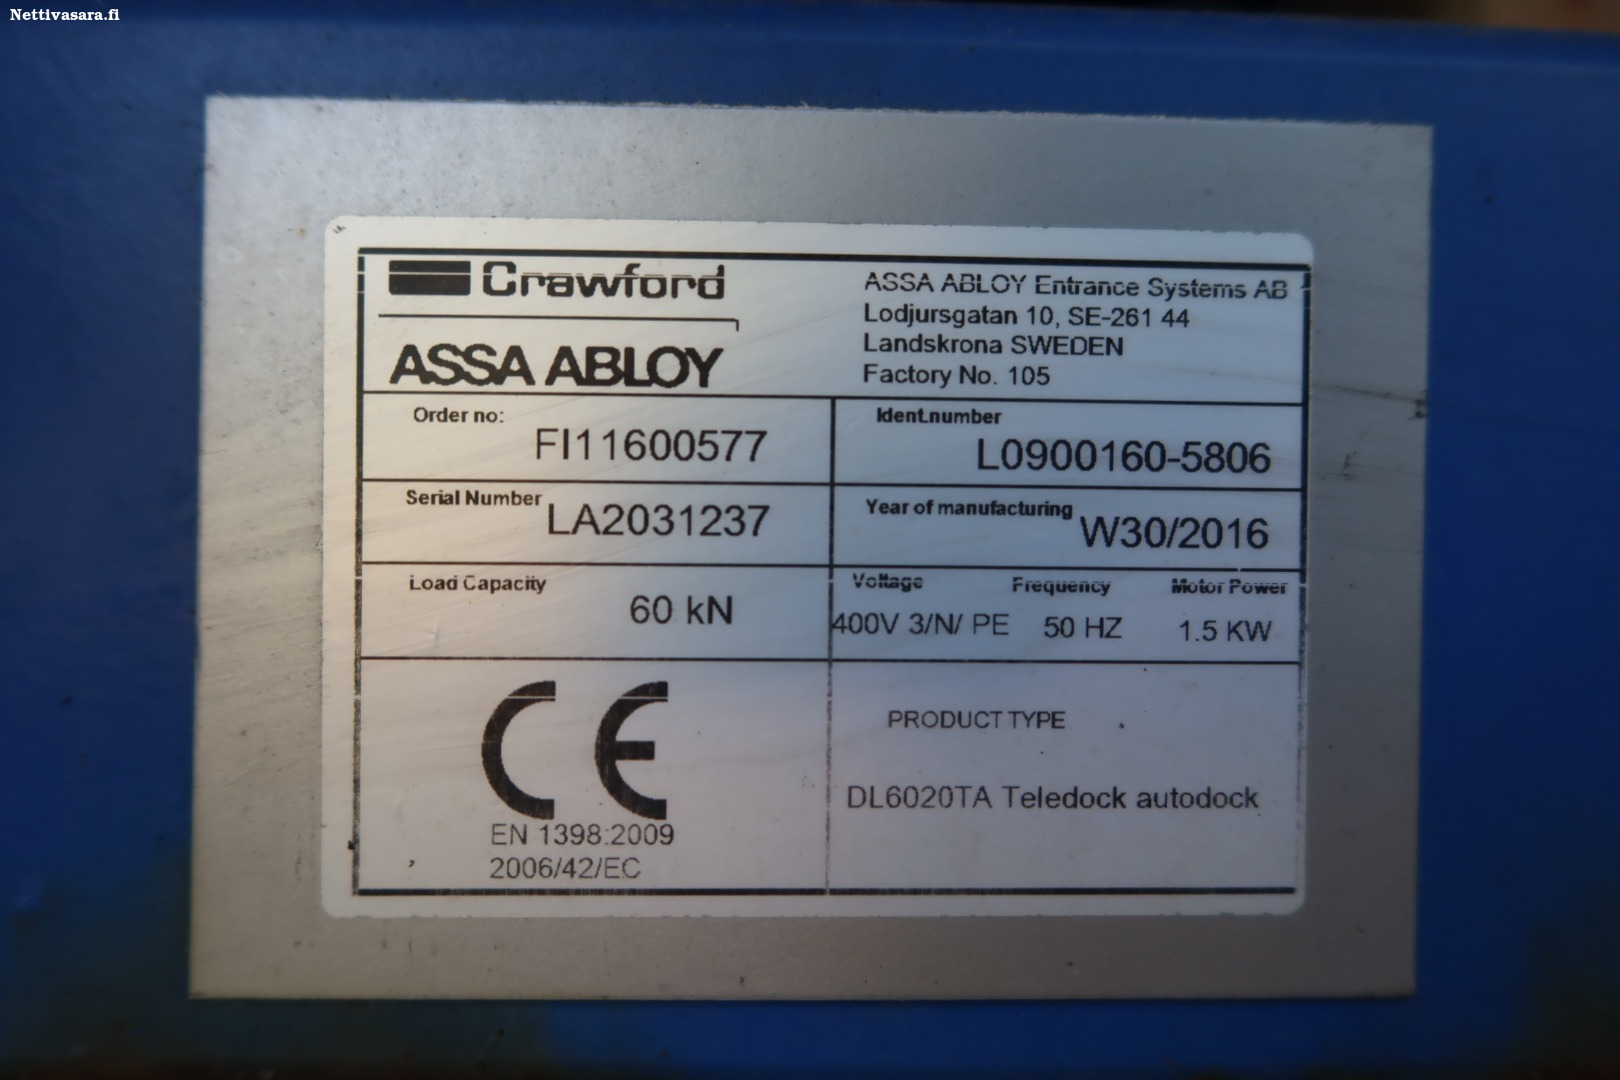 Nettivasara.fi
Crawford
ASSA ABLOY
ASSA ABLOY Entrance Systems AB
Lodjursgatan 10, SE-261 44
Landskrona SWEDEN
Factory No. 105
Order no:
FI11600577
Ident.number
L0900160-5806
Serial Number
LA2031237
Year of manufacturing
W30/2016
Load Capacity
60 kN
Voltage Frequency Motor Power
400V 3/N/ PE 50 HZ 1.5 KW
CE
EN 1398:2009
2006/42/EC
PRODUCT TYPE
DL6020TA Teledock autodock